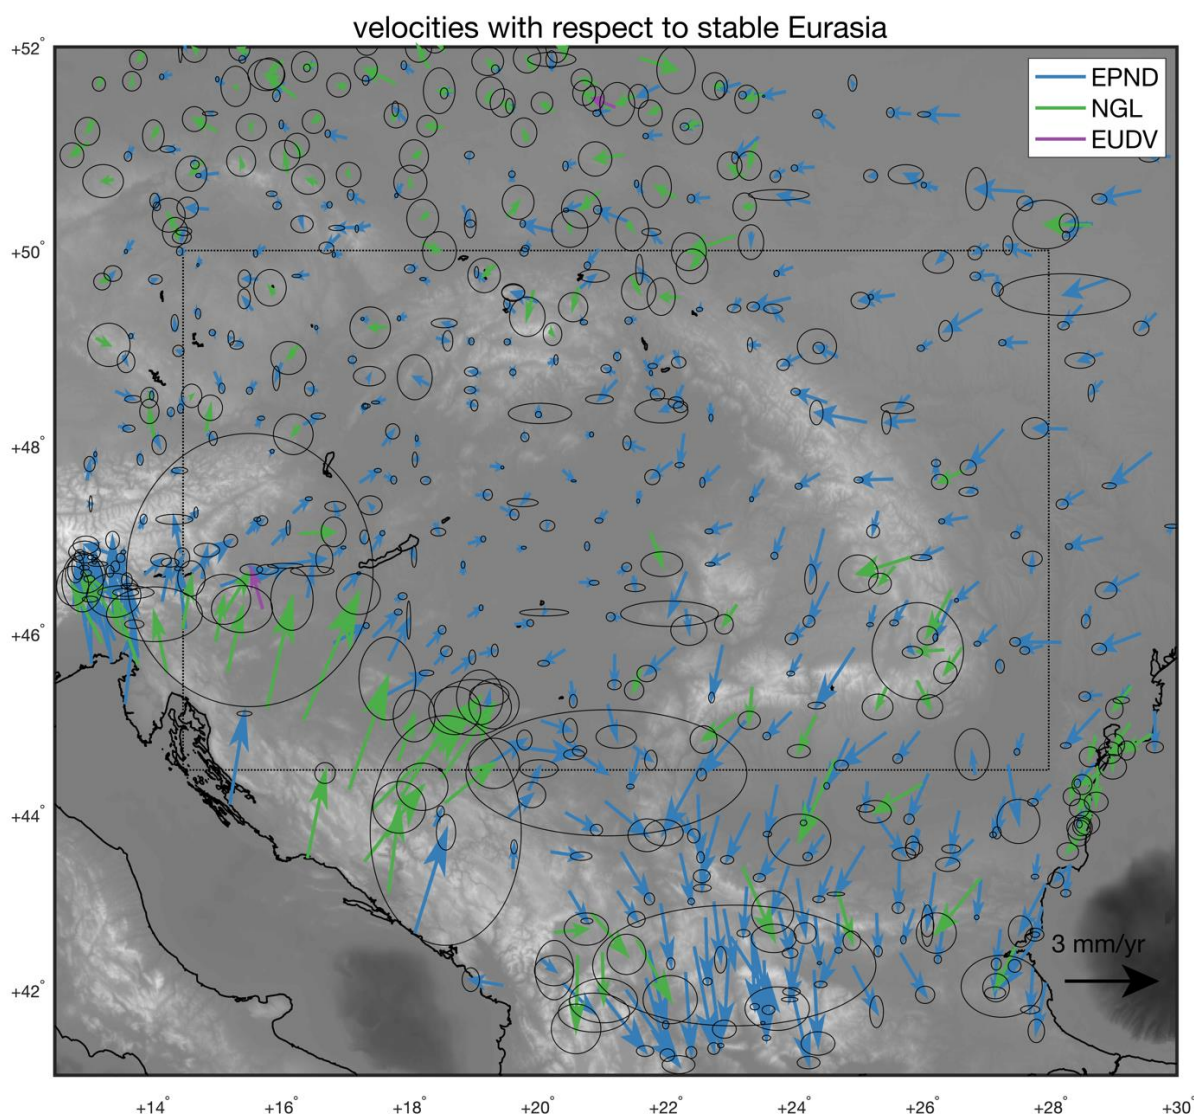 velocities with respect to stable Eurasia
+52°
EPND
NGL
EUDV
+50°
+48°
+46°
+44°
+42°
3 mm/yr
+14° +16° +18° +20° +22° +24° +26° +28° +30°